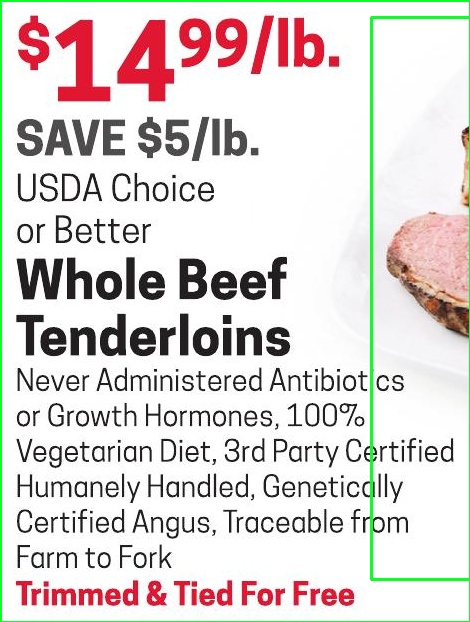 $14 99/lb.
SAVE $5/lb.
USDA Choice
or Better
Whole Beef
Tenderloins
Never Administered Antibiotics
or Growth Hormones, 100%
Vegetarian Diet, 3rd Party Certified
Humanely Handled, Genetically
Certified Angus, Traceable from
Farm to Fork
Trimmed & Tied For Free